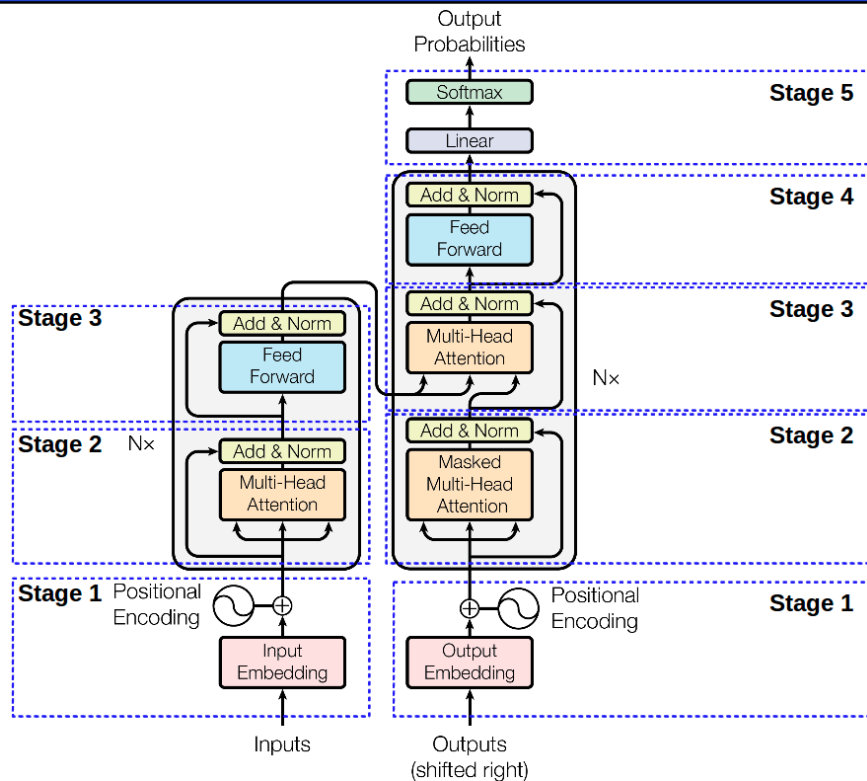 Output
Probabilities
Softmax
Stage 5
Linear
Add & Norm
Stage 4
Feed
Forward
Add & Norm
Stage 3
Multi-Head
Attention
N×
Add & Norm
Stage 2
Masked
Multi-Head
Attention
Stage 1
Positional
Encoding
Output
Embedding
Outputs
(shifted right)
Stage 3
Add & Norm
Feed
Forward
Stage 2
N×
Add & Norm
Multi-Head
Attention
Stage 1
Positional
Encoding
Input
Embedding
Inputs